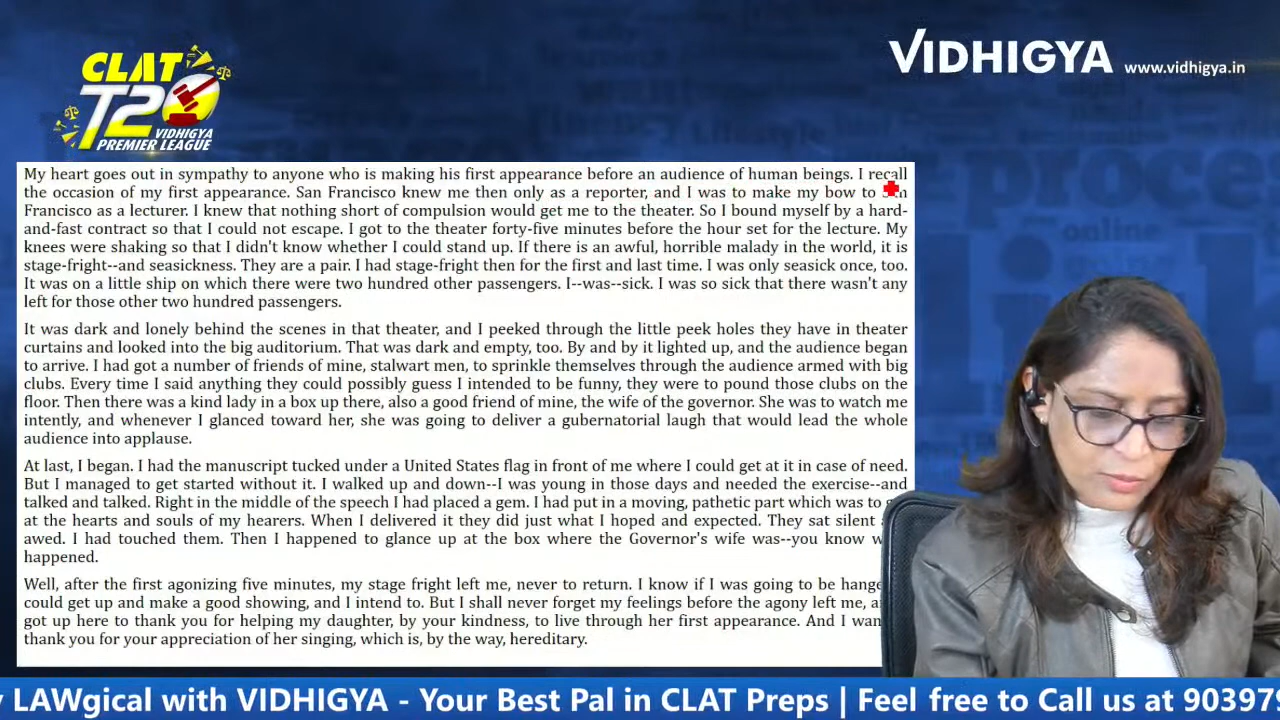 CLAT
T20
VIDHIGYA
PREMIER LEAGUE
VIDHIGYA www.vidhigya.in
My heart goes out in sympathy to anyone who is making his first appearance before an audience of human beings. I recall
the occasion of my first appearance. San Francisco knew me then only as a reporter, and I was to make my bow to
Francisco as a lecturer. I knew that nothing short of compulsion would get me to the theater. So I bound myself by a hard-
and-fast contract so that I could not escape. I got to the theater forty-five minutes before the hour set for the lecture. My
knees were shaking so that I didn't know whether I could stand up. If there is an awful, horrible malady in the world, it is
stage-fright--and seasickness. They are a pair. I had stage-fright then for the first and last time. I was only seasick once, too.
It was on a little ship on which there were two hundred other passengers. I--was--sick. I was so sick that there wasn't any
left for those other two hundred passengers.
It was dark and lonely behind the scenes in that theater, and I peeked through the little peek holes they have in theater
curtains and looked into the big auditorium. That was dark and empty, too. By and by it lighted up, and the audience began
to arrive. I had got a number of friends of mine, stalwart men, to sprinkle themselves through the audience armed with big
clubs. Every time I said anything they could possibly guess I intended to be funny, they were to pound those clubs on the
floor. Then there was a kind lady in a box up there, also a good friend of mine, the wife of the governor. She was to watch me
intently, and whenever I glanced toward her, she was going to deliver a gubernatorial laugh that would lead the whole
audience into applause.
At last, I began. I had the manuscript tucked under a United States flag in front of me where I could get at it in case of need.
But I managed to get started without it. I walked up and down--I was young in those days and needed the exercise--and
talked and talked. Right in the middle of the speech I had placed a gem. I had put in a moving, pathetic part which was to
at the hearts and souls of my hearers. When I delivered it they did just what I hoped and expected. They sat silent
awed. I had touched them. Then I happened to glance up at the box where the Governor's wife was--you know
happened.
Well, after the first agonizing five minutes, my stage fright left me, never to return. I know if I was going to be
could get up and make a good showing, and I intend to. But I shall never forget my feelings before the agony left me,
got up here to thank you for helping my daughter, by your kindness, to live through her first appearance. And I
thank you for your appreciation of her singing, which is, by the way, hereditary.
LAWgical with VIDHIGYA - Your Best Pal in CLAT Preps | Feel free to Call us at